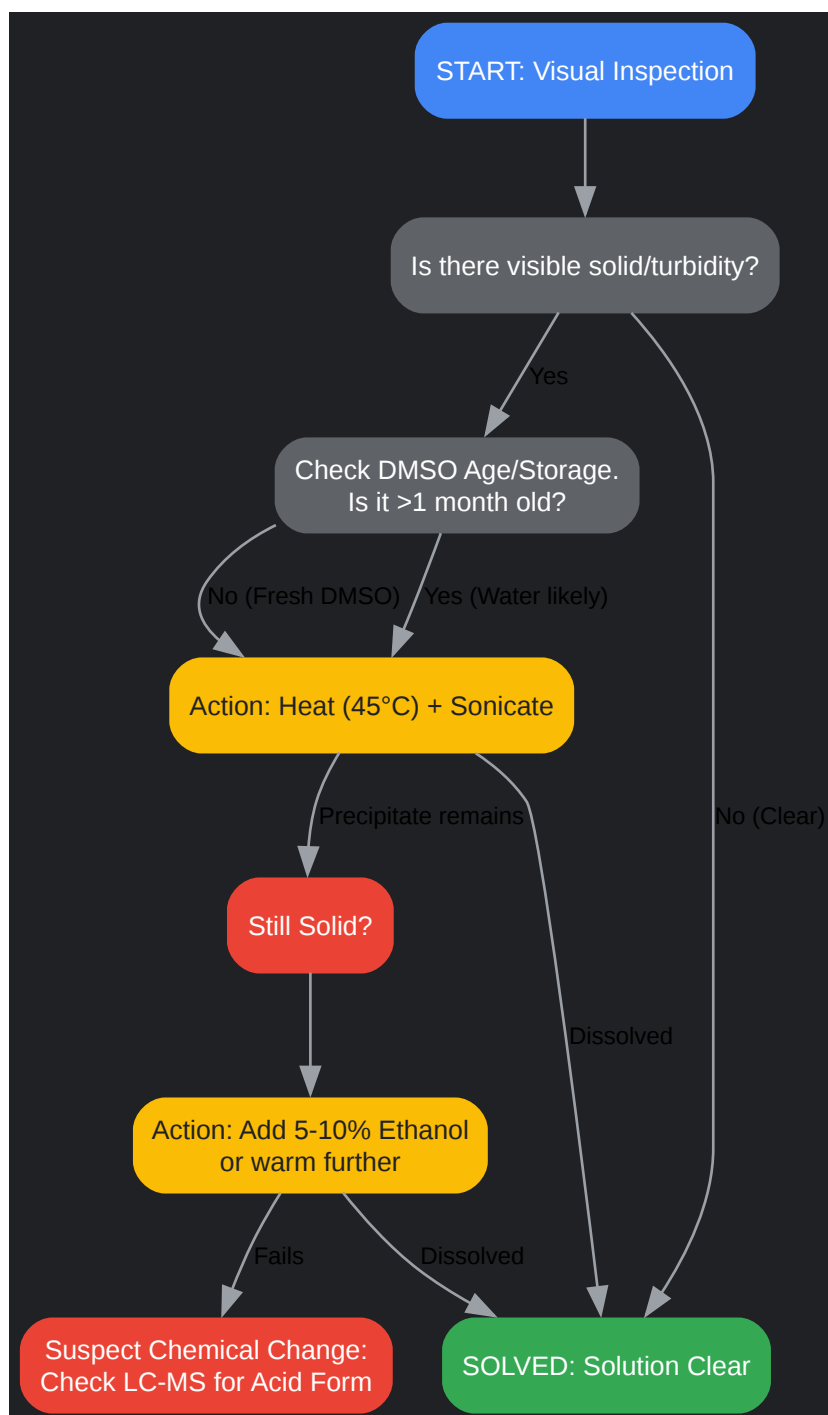 START: Visual Inspection
Is there visible solid/turbidity?
Yes
Check DMSO Age/Storage.
Is it >1 month old?
No (Fresh DMSO)
Yes (Water likely)
Action: Heat (45°C) + Sonicate
Precipitate remains
No (Clear)
Still Solid?
Dissolved
Action: Add 5-10% Ethanol
or warm further
Fails
Dissolved
Suspect Chemical Change:
Check LC-MS for Acid Form
SOLVED: Solution Clear